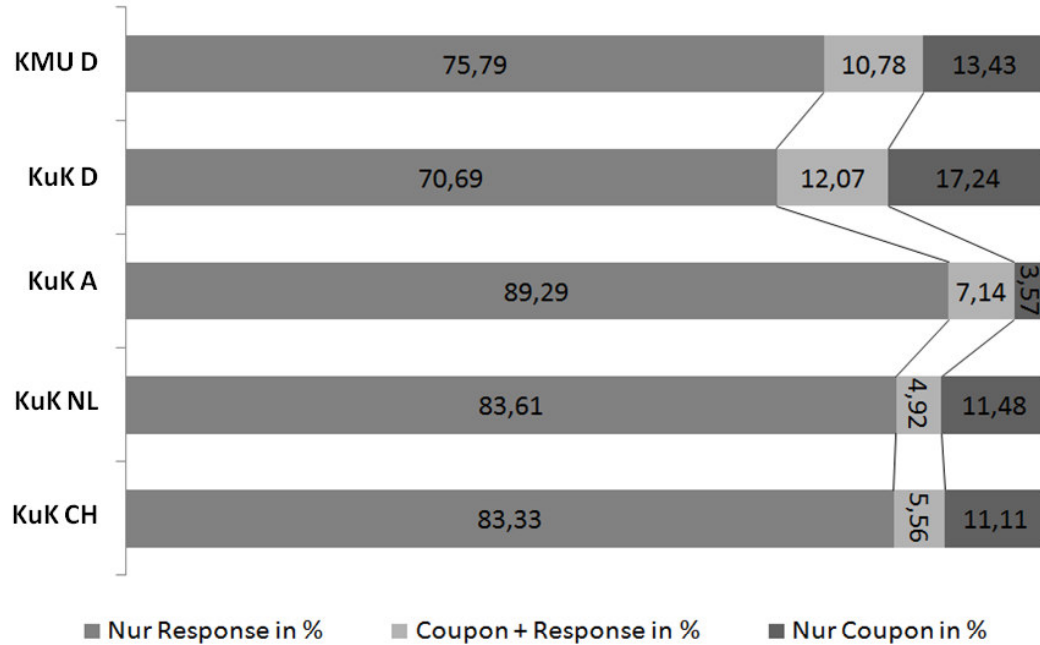 KMU D
75,79 10,78 13,43
KuK D
70,69 12,07 17,24
KuK A
89,29 7,14 3,57
KuK NL
83,61 4,92 11,48
KuK CH
83,33 5,56 11,11
Nur Response in % Coupon + Response in % Nur Coupon in %